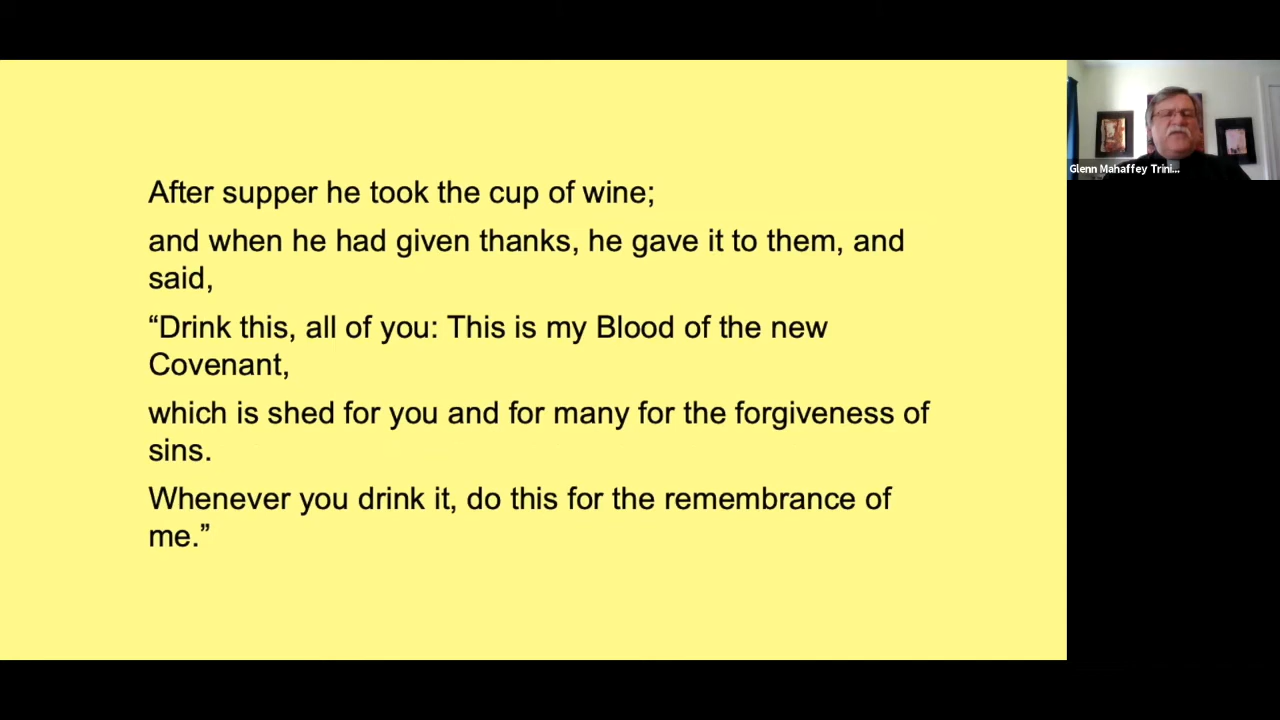 After supper he took the cup of wine;
and when he had given thanks, he gave it to them, and
said,
“Drink this, all of you: This is my Blood of the new
Covenant,
which is shed for you and for many for the forgiveness of
sins.
Whenever you drink it, do this for the remembrance of
me.”
Glenn Mahaffey Trini...